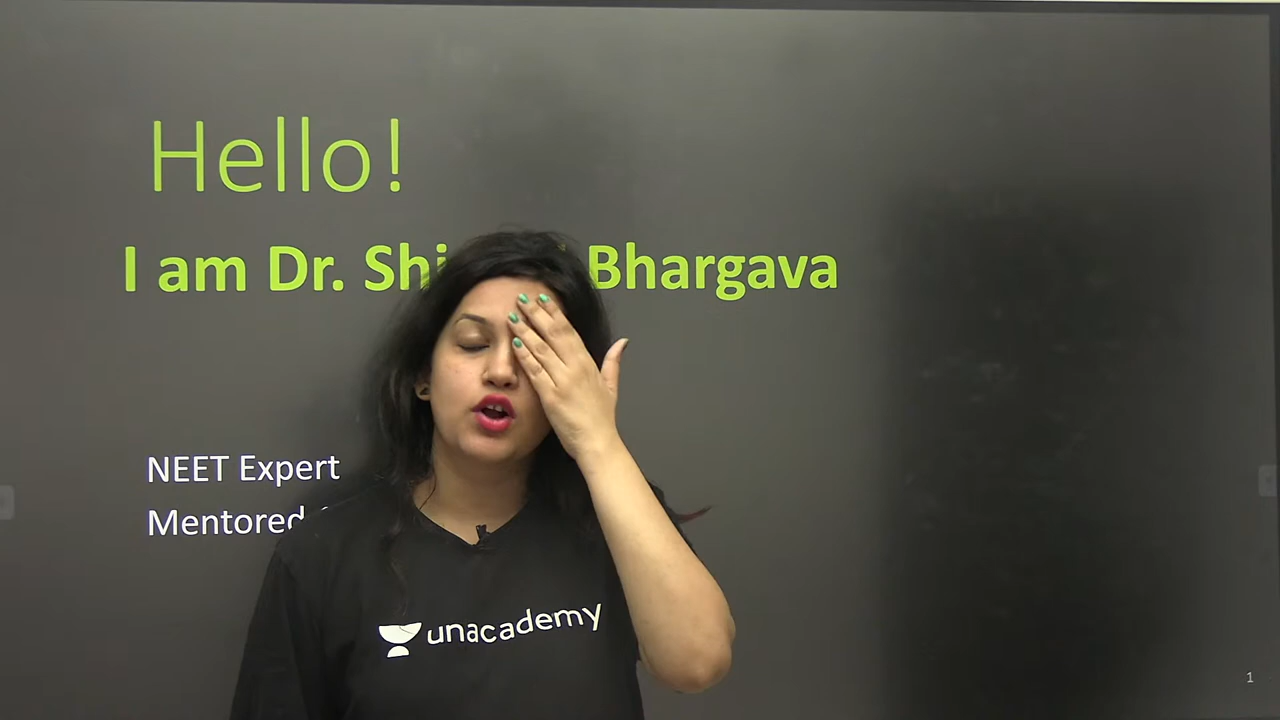 Hello!
I am Dr. Bhargava
NEET Expert
Mentored
unacademy
1